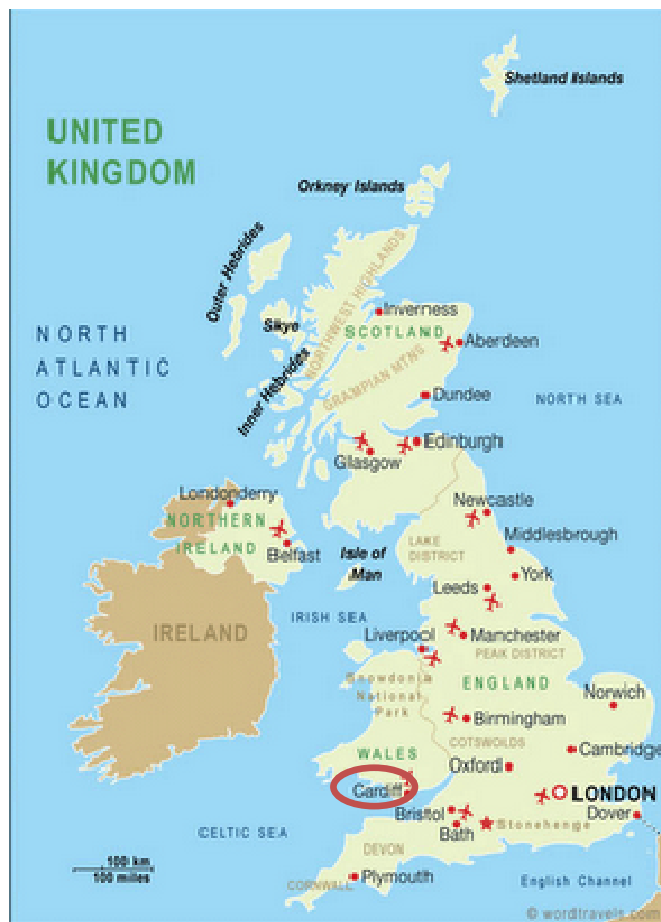 Shetland Islands
UNITED
KINGDOM
Orkney Islands
Outer Hebrides
NORTHWEST HIGHLANDS
Inverness
Skye
SCOTLAND
NORTH
ATLANTIC
OCEAN
Aberdeen
GRAMPIAN MTNS
Inner Hebrides
Dundee
NORTH SEA
Edinburgh
Glasgow
Londonderry
Newcastle
NORTHERN
IRELAND
Belfast
Isle of
Man
LAKE
DISTRICT
Middlesbrough
York
Leeds
IRISH SEA
IRELAND
Liverpool
Manchester
PEAK DISTRICT
Snowdonia
National
Park
ENGLAND
Norwich
Birmingham
WALES
COTSWOLDS
Cambridge
Oxford
Cardiff
LONDON
Bristol
Dover
Bath
Stonehenge
CELTIC SEA
DEVON
100 km
100 miles
CORNWALL
Plymouth
English Channel
© wordtravels.com